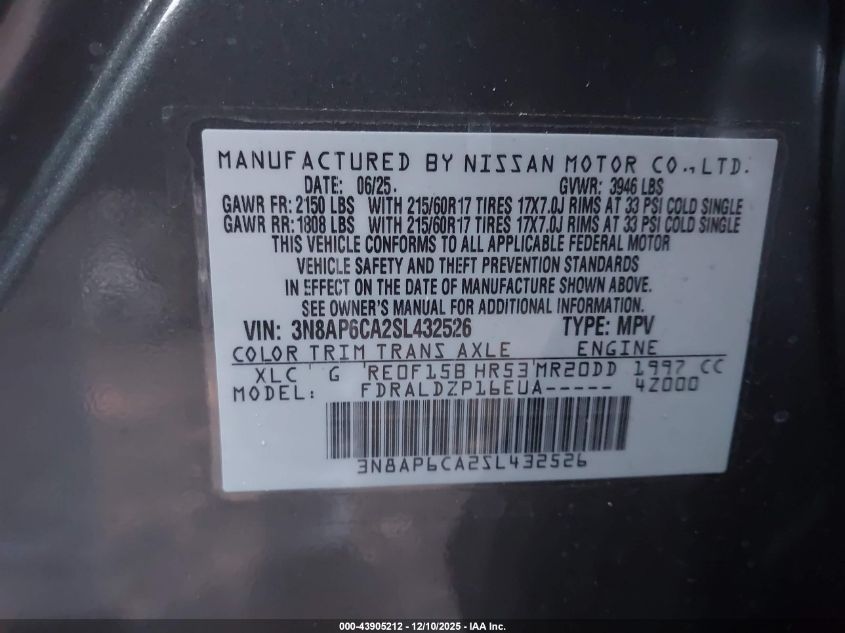 MANUFACTURED BY NISSAN MOTOR CO., LTD.
DATE: 06/25. GVWR: 3946 LBS
GAWR FR: 2150 LBS WITH 215/60R17 TIRES 17X7.0J RIMS AT 33 PSI COLD SINGLE
GAWR RR: 1808 LBS WITH 215/60R17 TIRES 17X7.0J RIMS AT 33 PSI COLD SINGLE
THIS VEHICLE CONFORMS TO ALL APPLICABLE FEDERAL MOTOR
VEHICLE SAFETY AND THEFT PREVENTION STANDARDS
IN EFFECT ON THE DATE OF MANUFACTURE SHOWN ABOVE.
SEE OWNER'S MANUAL FOR ADDITIONAL INFORMATION.
VIN: 3N8AP6CA2SL432526 TYPE: MPV
COLOR TRIM TRANS AXLE ENGINE
XLC G RE0F15B HR53 MR20DD 1997 CC
MODEL: FDRALDZP16EUA----- 4Z000
3N8AP6CA2SL432526
000-43905212 - 12/10/2025 - IAA Inc.